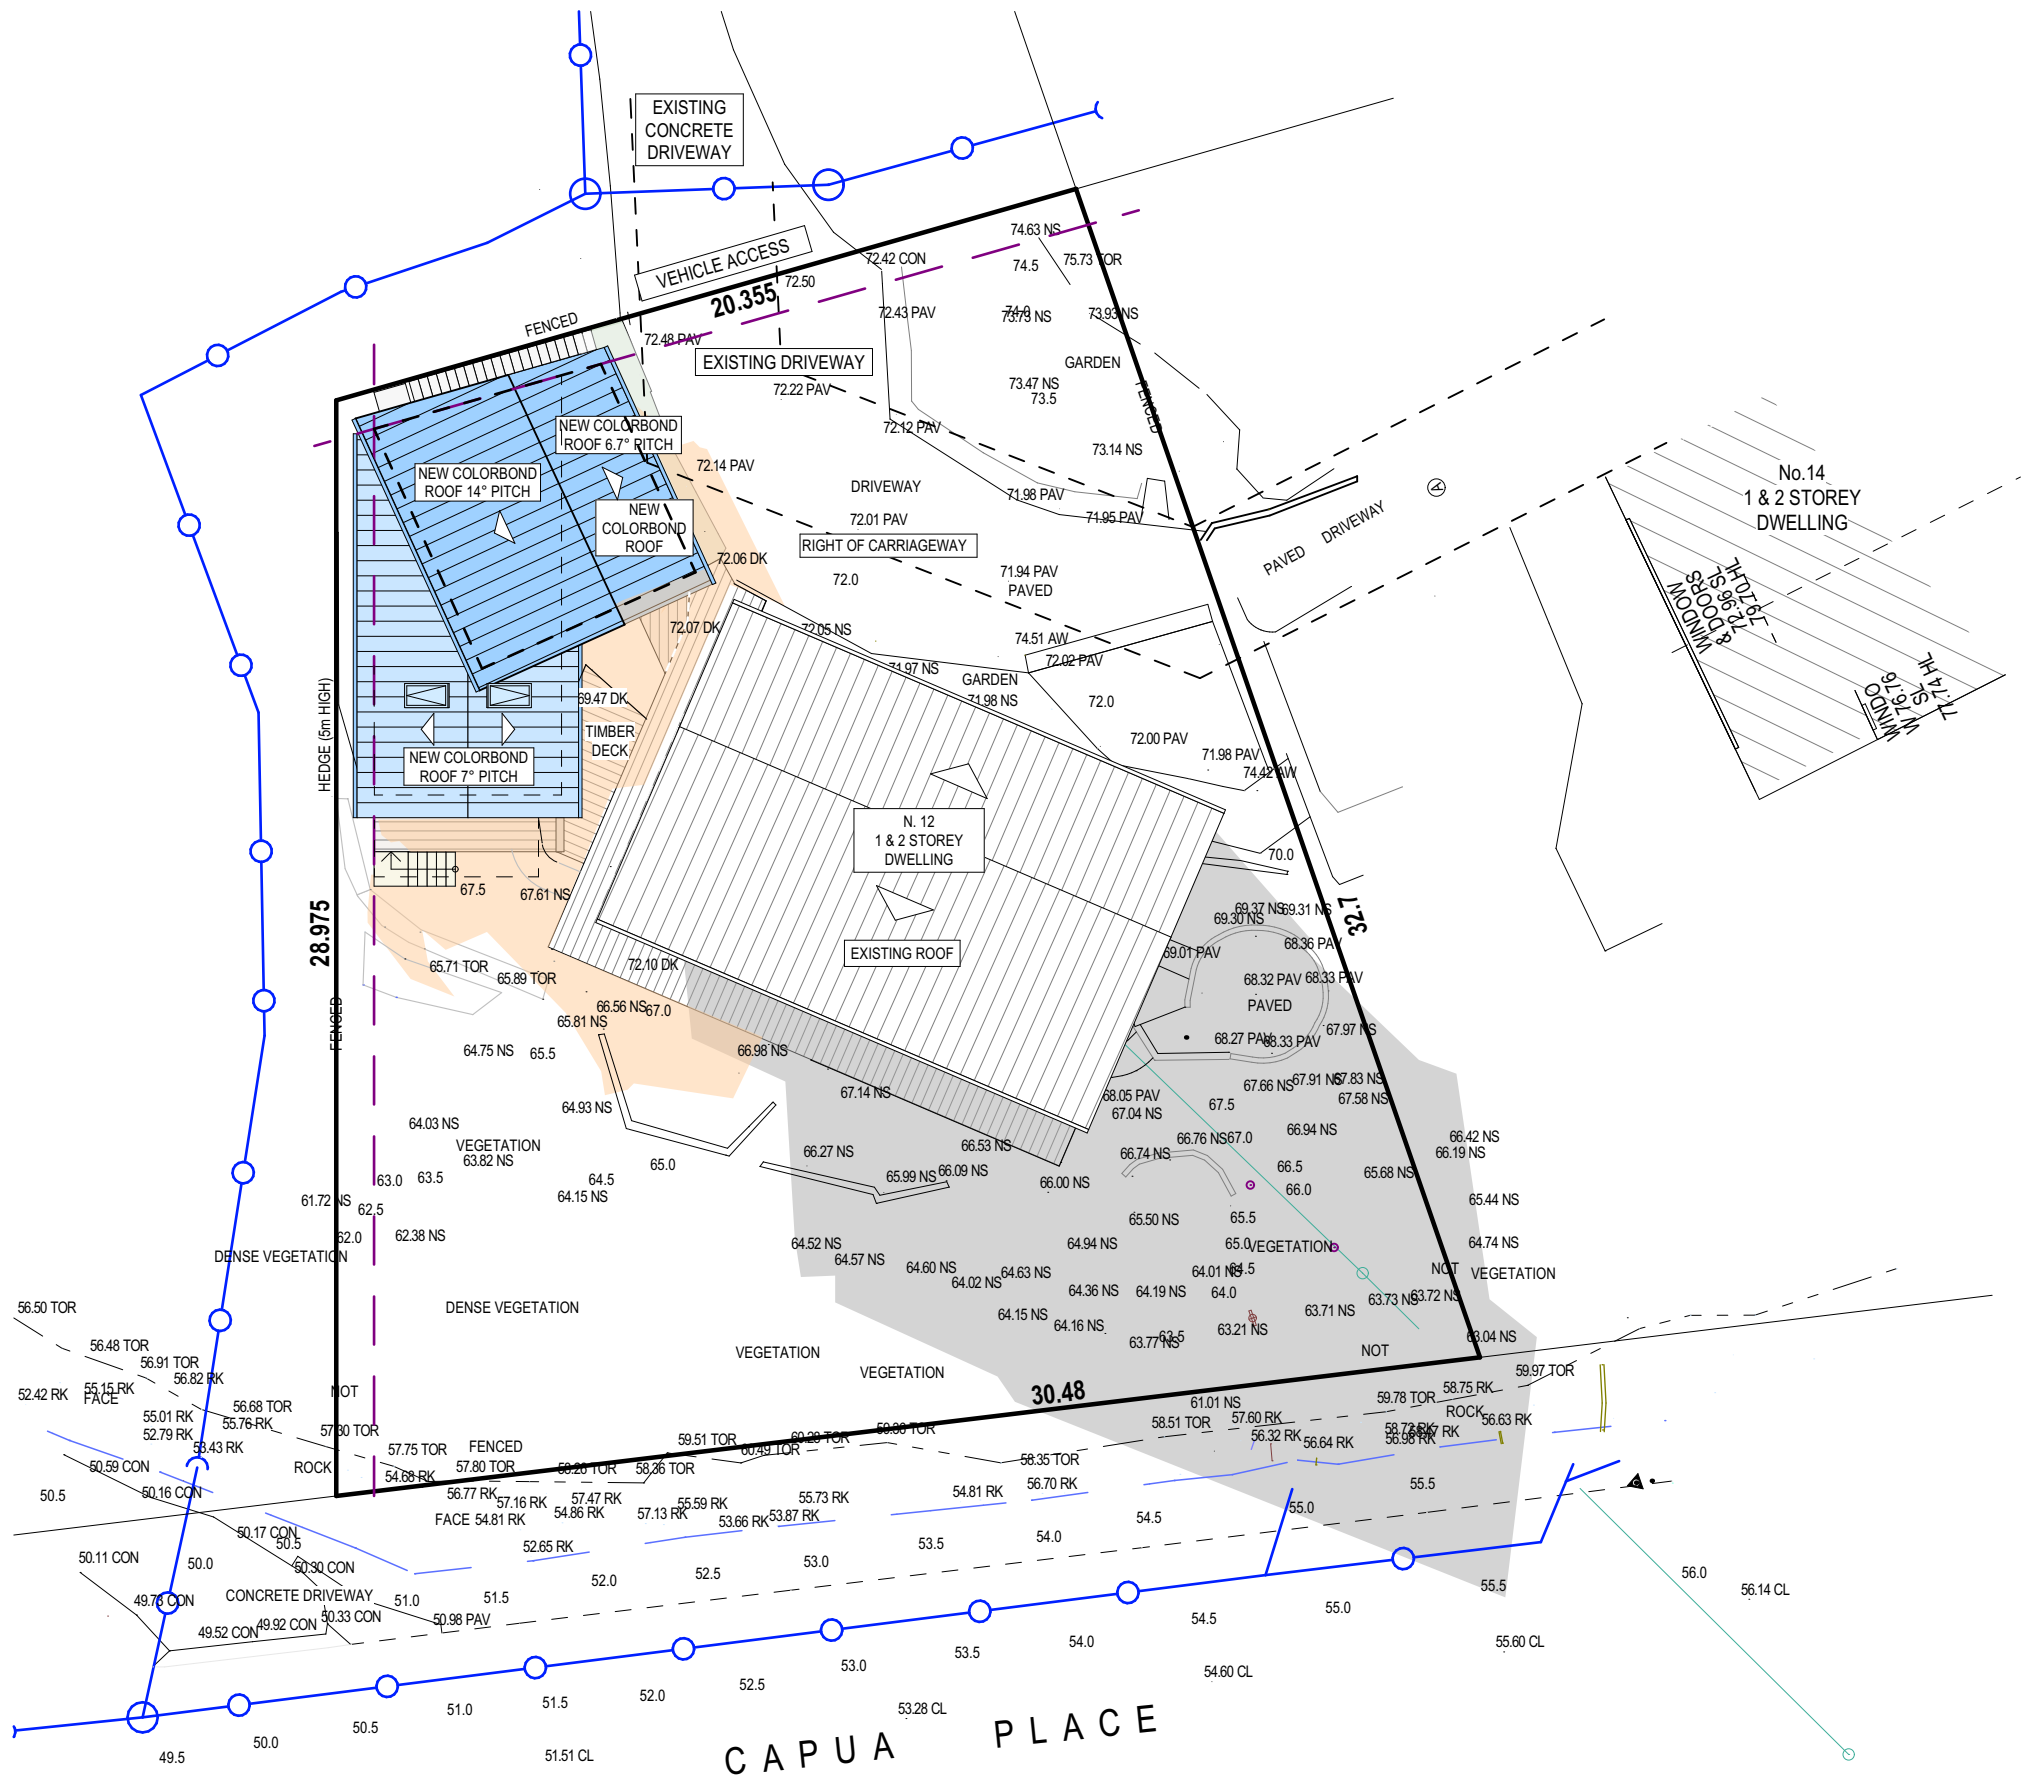 EXISTING
CONCRETE
DRIVEWAY
VEHICLE ACCESS
74.63 NS
75.73 TOR
74.5
72.42 CON
72.50
20.355
FENCED
72.43 PAV
74.0
73.73 NS
73.93 NS
72.48 PAV
EXISTING DRIVEWAY
GARDEN
72.22 PAV
73.47 NS
73.5
FENCED
NEW COLORBOND
ROOF 6.7° PITCH
72.12 PAV
73.14 NS
NEW COLORBOND
ROOF 14° PITCH
72.14 PAV
DRIVEWAY
71.98 PAV
NEW
COLORBOND
ROOF
72.01 PAV
71.95 PAV
RIGHT OF CARRIAGEWAY
PAVED DRIVEWAY
A
No.14
1 & 2 STOREY
DWELLING
WINDOW
& DOORS
72.96 SL
79.70 HL
WINDO
W 76.76
SL
77.74 HL
72.06 DK
72.0
71.94 PAV
PAVED
72.07 DK
72.05 NS
74.51 AW
72.02 PAV
71.97 NS
GARDEN
71.98 NS
72.0
69.47 DK
TIMBER
DECK
72.00 PAV
71.98 PAV
74.42 AW
HEDGE (5m HIGH)
NEW COLORBOND
ROOF 7° PITCH
N. 12
1 & 2 STOREY
DWELLING
70.0
67.5
67.61 NS
28.975
32.7
69.37 NS
69.31 NS
69.30 NS
68.36 PAV
EXISTING ROOF
69.01 PAV
72.10 DK
65.71 TOR
65.89 TOR
68.32 PAV
68.33 PAV
PAVED
FENCED
66.56 NS
67.0
65.81 NS
67.97 NS
68.27 PAV
68.33 PAV
64.75 NS
65.5
66.98 NS
67.14 NS
67.66 NS
67.91 NS
67.83 NS
67.58 NS
68.05 PAV
67.04 NS
67.5
64.93 NS
64.03 NS
VEGETATION
63.82 NS
66.53 NS
66.27 NS
66.76 NS
67.0
66.94 NS
66.74 NS
66.42 NS
66.19 NS
65.0
66.09 NS
65.99 NS
66.00 NS
66.5
66.0
65.68 NS
63.0
63.5
64.5
64.15 NS
65.44 NS
61.72 NS
62.5
62.0
62.38 NS
65.50 NS
65.5
64.52 NS
64.57 NS
64.94 NS
65.0
VEGETATION
64.74 NS
DENSE VEGETATION
64.60 NS
64.02 NS
64.63 NS
64.01 NS
64.5
NOT
VEGETATION
64.36 NS
64.19 NS
64.0
DENSE VEGETATION
64.15 NS
64.16 NS
63.71 NS
63.73 NS
63.72 NS
63.77 NS
63.5
63.21 NS
63.04 NS
56.50 TOR
56.48 TOR
56.91 TOR
56.82 RK
VEGETATION
VEGETATION
NOT
59.97 TOR
52.42 RK
55.15 RK
FACE
NOT
30.48
56.68 TOR
55.01 RK
55.76 RK
52.79 RK
53.43 RK
61.01 NS
59.78 TOR
58.75 RK
ROCK
56.63 RK
57.60 RK
58.51 TOR
56.32 RK
56.64 RK
56.98 RK
57.75 TOR
FENCED
57.80 TOR
59.51 TOR
60.49 TOR
58.36 TOR
58.35 TOR
50.59 CON
ROCK
54.68 RK
50.5
50.16 CON
56.77 RK
57.16 RK
57.47 RK
55.59 RK
55.73 RK
54.81 RK
56.70 RK
55.5
FACE
54.81 RK
54.86 RK
57.13 RK
53.66 RK
53.87 RK
55.0
50.17 CON
50.5
52.65 RK
54.5
54.0
53.5
53.0
50.11 CON
50.0
50.30 CON
52.5
52.0
51.5
51.0
CONCRETE DRIVEWAY
49.73 CON
50.33 CON
50.98 PAV
49.52 CON
49.92 CON
56.0
56.14 CL
55.5
55.0
54.5
54.0
53.5
53.0
52.5
52.0
51.5
51.0
50.5
50.0
49.5
55.60 CL
54.60 CL
53.28 CL
51.51 CL
CAPUA PLACE